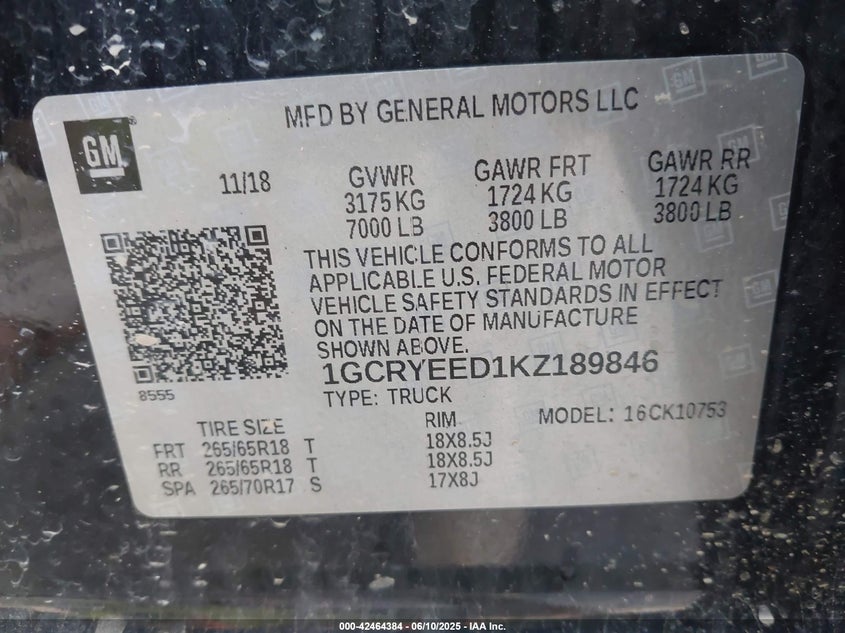 GM
MFD BY GENERAL MOTORS LLC
11/18
GVWR GAWR FRT GAWR RR
3175 KG 1724 KG 1724 KG
7000 LB 3800 LB 3800 LB
THIS VEHICLE CONFORMS TO ALL
APPLICABLE U.S. FEDERAL MOTOR
VEHICLE SAFETY STANDARDS IN EFFECT
ON THE DATE OF MANUFACTURE
SHOWN ABOVE.
1GCRYEED1KZ189846
8555
TYPE: TRUCK MODEL: 16CK10753
TIRE SIZE RIM
FRT 265/65R18 T 18X8.5J
RR 265/65R18 T 18X8.5J
SPA 265/70R17 S 17X8J
000-42464384 - 06/10/2025 - IAA Inc.